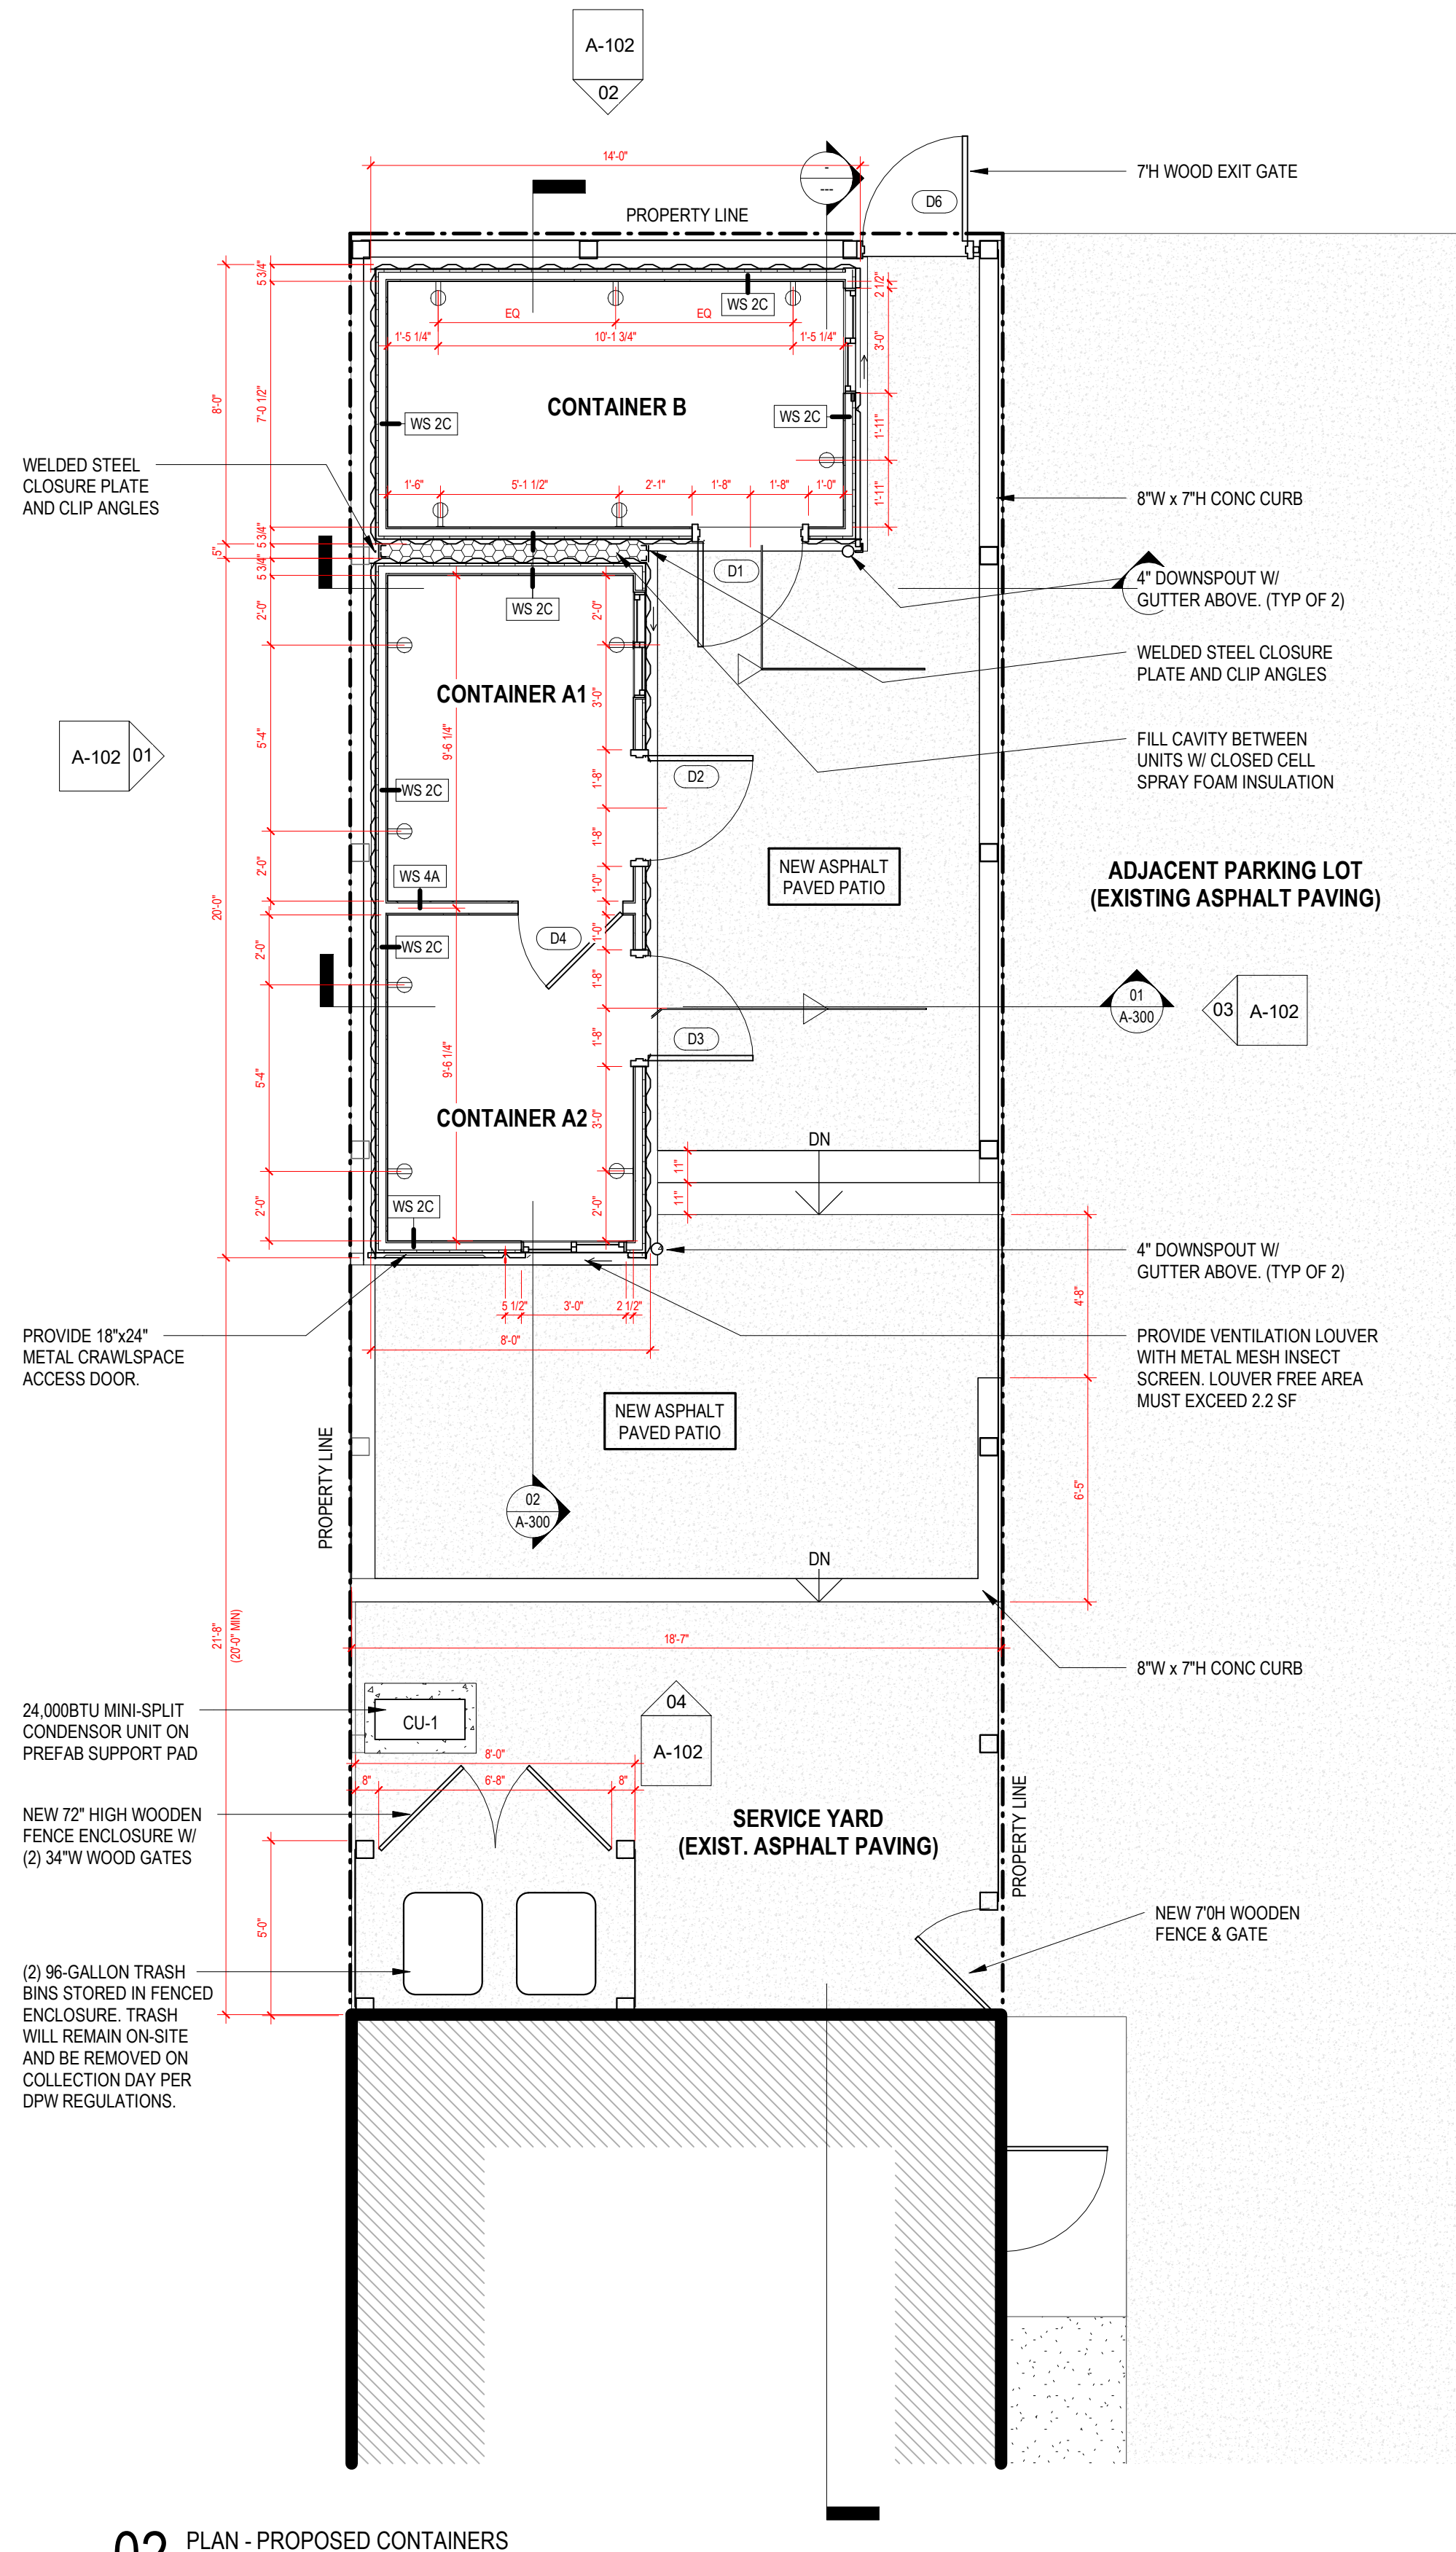 A-102
02
14'-0"
-
---
D6
7'H WOOD EXIT GATE
PROPERTY LINE
5 3/4"
2 1/2"
WS 2C
EQ
EQ
1'-5 1/4"
10'-1 3/4"
1'-5 1/4"
3'-0"
8'-0"
7'-0 1/2"
CONTAINER B
WS 2C
WS 2C
1'-11"
WELDED STEEL
CLOSURE PLATE
AND CLIP ANGLES
1'-6"
5'-1 1/2"
2'-1"
1'-8"
1'-8"
1'-0"
1'-11"
8"W x 7"H CONC CURB
5 3/4"
5"
5 3/4"
D1
4" DOWNSPOUT W/
GUTTER ABOVE. (TYP OF 2)
WS 2C
2'-0"
2'-0"
WELDED STEEL CLOSURE
PLATE AND CLIP ANGLES
CONTAINER A1
3'-0"
5'-4"
9'-6 1/4"
A-102
01
FILL CAVITY BETWEEN
UNITS W/ CLOSED CELL
SPRAY FOAM INSULATION
D2
WS 2C
1'-8"
1'-8"
NEW ASPHALT
PAVED PATIO
ADJACENT PARKING LOT
(EXISTING ASPHALT PAVING)
2'-0"
WS 4A
1'-0"
20'-0"
WS 2C
D4
1'-0"
2'-0"
1'-8"
01
A-300
03
A-102
1'-8"
D3
9'-6 1/4"
5'-4"
CONTAINER A2
3'-0"
DN
11"
11"
WS 2C
2'-0"
2'-0"
4" DOWNSPOUT W/
GUTTER ABOVE. (TYP OF 2)
4'-8"
5 1/2"
3'-0"
2 1/2"
8'-0"
PROVIDE 18"x24"
METAL CRAWLSPACE
ACCESS DOOR.
PROVIDE VENTILATION LOUVER
WITH METAL MESH INSECT
SCREEN. LOUVER FREE AREA
MUST EXCEED 2.2 SF
NEW ASPHALT
PAVED PATIO
PROPERTY LINE
6'-5"
02
A-300
DN
21'-8"
(20'-0" MIN)
18'-7"
8"W x 7"H CONC CURB
24,000BTU MINI-SPLIT
CONDENSOR UNIT ON
PREFAB SUPPORT PAD
CU-1
04
A-102
8'-0"
8"
6'-8"
8"
NEW 72" HIGH WOODEN
FENCE ENCLOSURE W/
(2) 34"W WOOD GATES
SERVICE YARD
(EXIST. ASPHALT PAVING)
PROPERTY LINE
5'-0"
NEW 7'0H WOODEN
FENCE & GATE
(2) 96-GALLON TRASH
BINS STORED IN FENCED
ENCLOSURE. TRASH
WILL REMAIN ON-SITE
AND BE REMOVED ON
COLLECTION DAY PER
DPW REGULATIONS.
02
PLAN - PROPOSED CONTAINERS